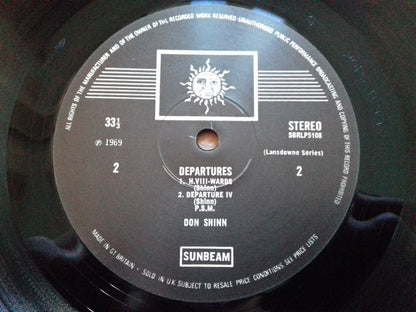 ALL RIGHTS OF THE MANUFACTURER AND OF THE OWNER OF THE RECORDED WORK RESERVED UNAUTHORISED PUBLIC PERFORMANCE BROADCASTING AND COPYING OF THIS RECORD PROHIBITED
33⅓
STEREO
SBRLP5108
℗ 1969
(Lansdowne Series)
2
2
DEPARTURES
1. H.VIII-WARDS
(Shinn)
2. DEPARTURE IV
(Shinn)
P.S.M.
DON SHINN
SUNBEAM
MADE IN GT BRITAIN · SOLD IN U.K SUBJECT TO RESALE PRICE CONDITIONS SEE PRICE LISTS